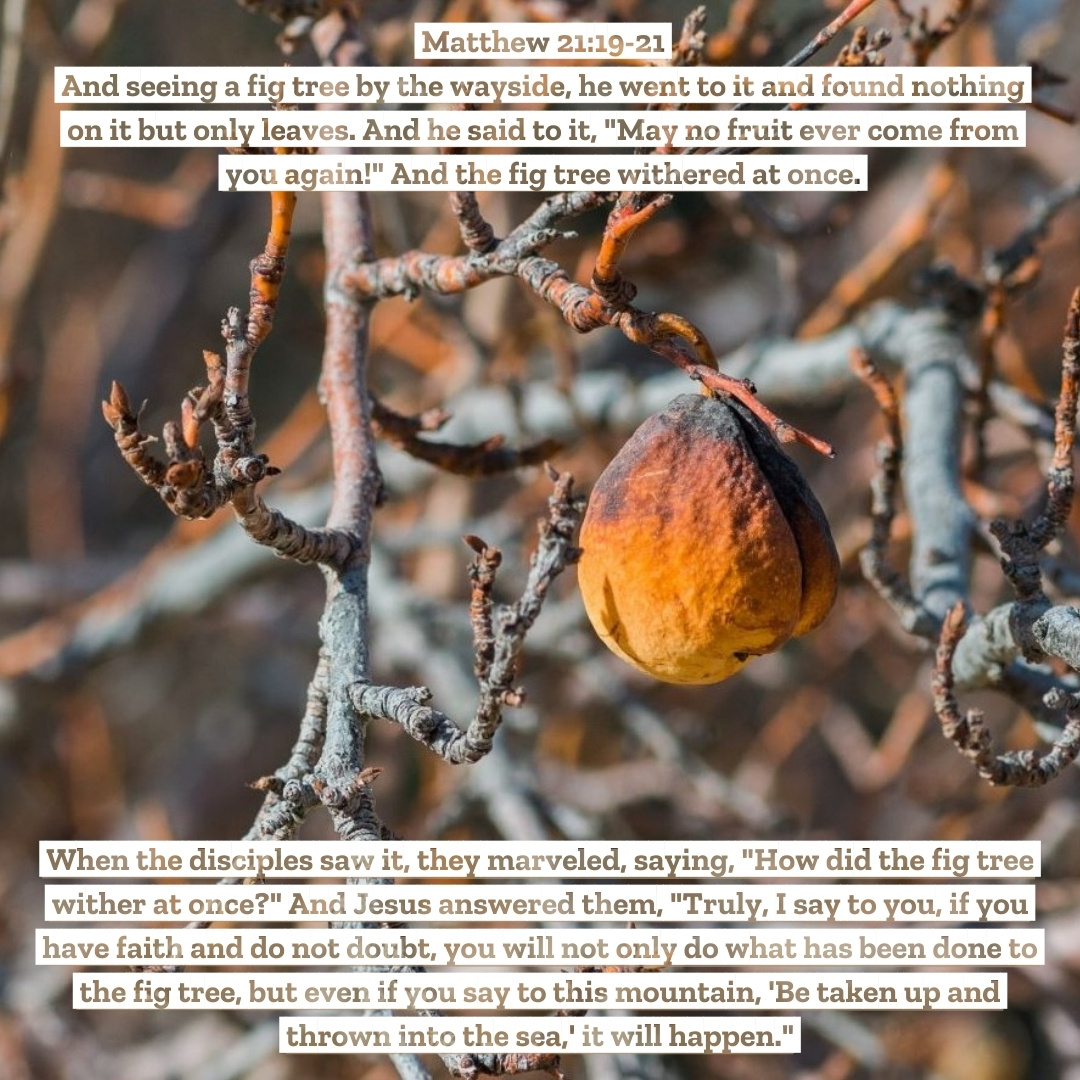 Matthew 21:19-21
And seeing a fig tree by the wayside, he went to it and found nothing
on it but only leaves. And he said to it, "May no fruit ever come from
you again!" And the fig tree withered at once.
When the disciples saw it, they marveled, saying, "How did the fig tree
wither at once?" And Jesus answered them, "Truly, I say to you, if you
have faith and do not doubt, you will not only do what has been done to
the fig tree, but even if you say to this mountain, 'Be taken up and
thrown into the sea,' it will happen."